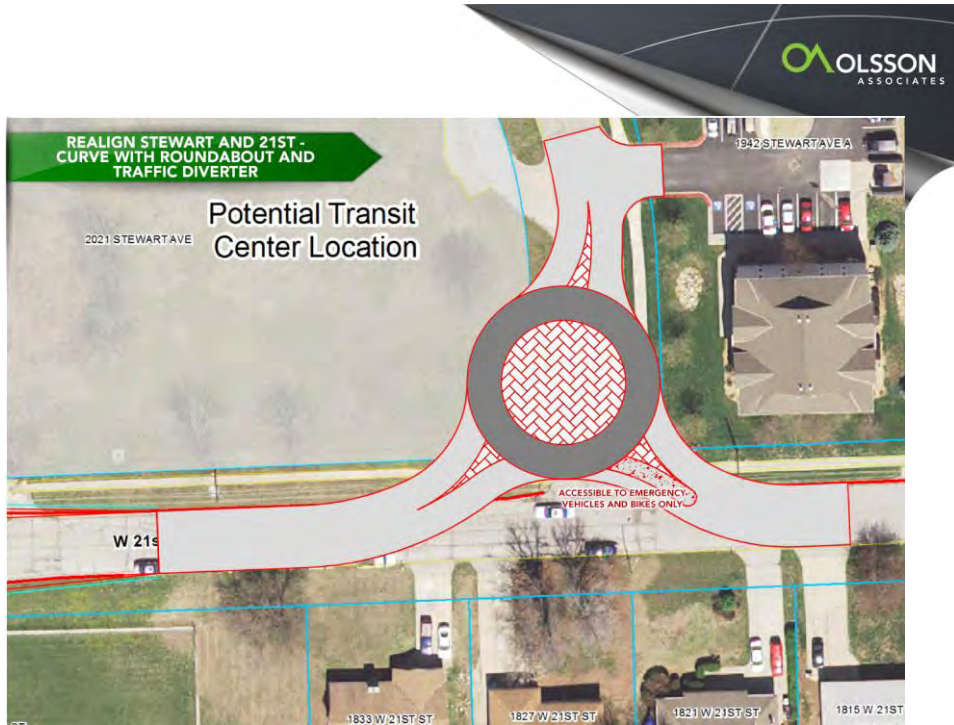 OLSSON
ASSOCIATES
REALIGN STEWART AND 21ST -
CURVE WITH ROUNDABOUT AND
TRAFFIC DIVERTER
1942 STEWART AVE A
Potential Transit
Center Location
2021 STEWART AVE
ACCESSIBLE TO EMERGENCY
VEHICLES AND BIKES ONLY
W 21s
1833 W 21ST ST
1827 W 21ST ST
1821 W 21ST ST
1815 W 21ST
ST